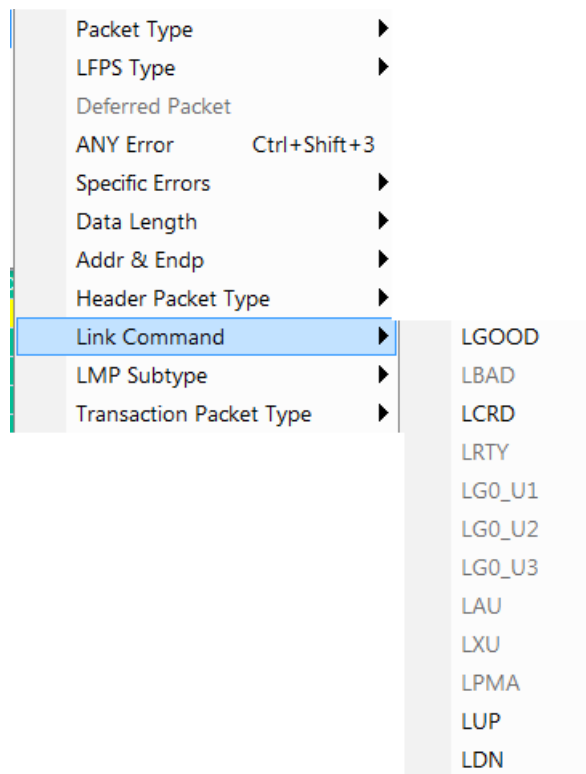 Packet Type
LFPS Type
Deferred Packet
ANY Error Ctrl+Shift+3
Specific Errors
Data Length
Addr & Endp
Header Packet Type
Link Command
LMP Subtype
Transaction Packet Type
LGOOD
LBAD
LCRD
LRTY
LG0_U1
LG0_U2
LG0_U3
LAU
LXU
LPMA
LUP
LDN